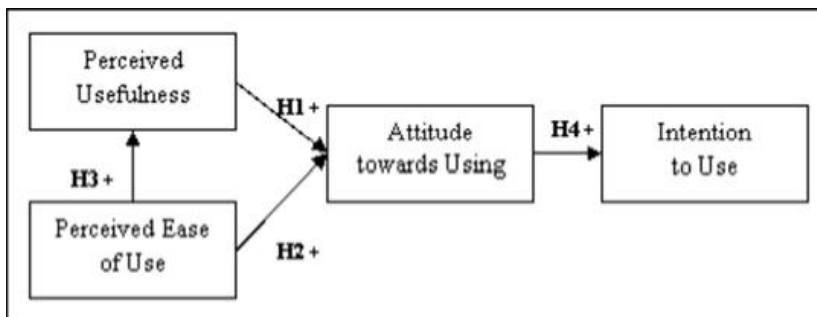 Perceived
Usefulness
H1 +
H3 +
Perceived Ease
of Use
H2 +
Attitude
towards Using
H4 +
Intention
to Use